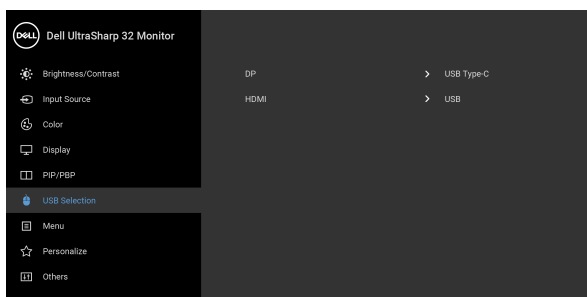 DELL Dell UltraSharp 32 Monitor
Brightness/Contrast DP USB Type-C
Input Source HDMI USB
Color
Display
PIP/PBP
USB Selection
Menu
Personalize
Others